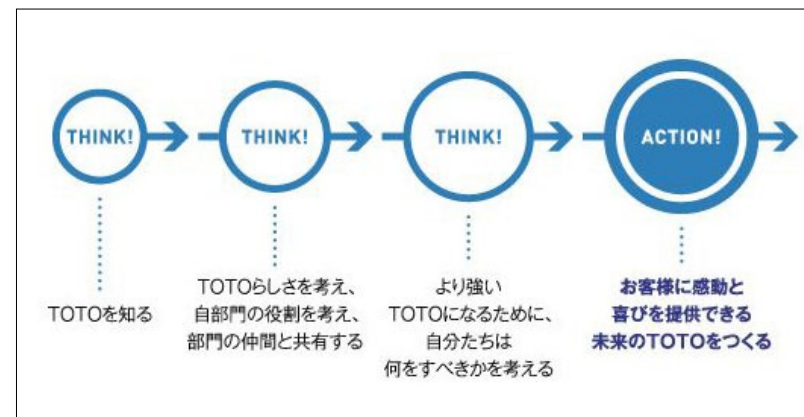 THINK!
THINK!
THINK!
ACTION!
TOTOを知る
TOTOらしさを考え、
自部門の役割を考え、
部門の仲間と共有する
より強い
TOTOになるために、
自分たちは
何をすべきかを考える
お客様に感動と
喜びを提供できる
未来のTOTOをつくる